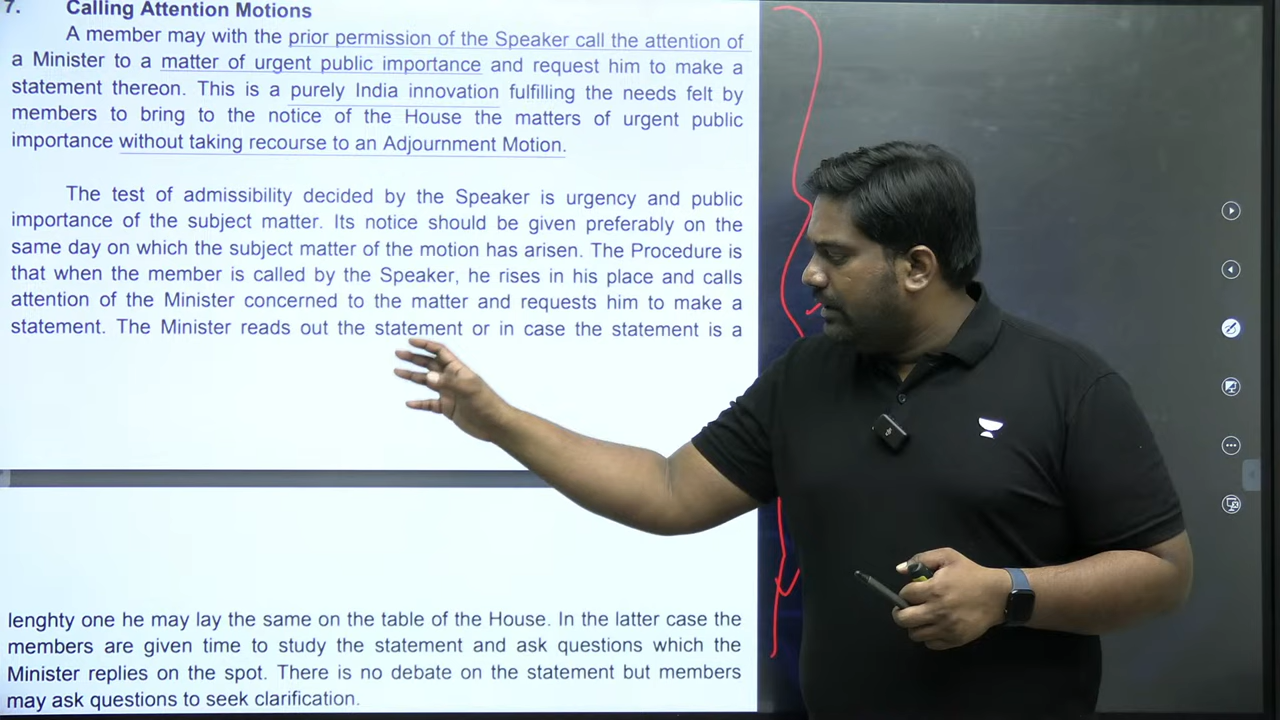 7. Calling Attention Motions
A member may with the prior permission of the Speaker call the attention of
a Minister to a matter of urgent public importance and request him to make a
statement thereon. This is a purely India innovation fulfilling the needs felt by
members to bring to the notice of the House the matters of urgent public
importance without taking recourse to an Adjournment Motion.
The test of admissibility decided by the Speaker is urgency and public
importance of the subject matter. Its notice should be given preferably on the
same day on which the subject matter of the motion has arisen. The Procedure is
that when the member is called by the Speaker, he rises in his place and calls
attention of the Minister concerned to the matter and requests him to make a
statement. The Minister reads out the statement or in case the statement is a
lenghty one he may lay the same on the table of the House. In the latter case the
members are given time to study the statement and ask questions which the
Minister replies on the spot. There is no debate on the statement but members
may ask questions to seek clarification.